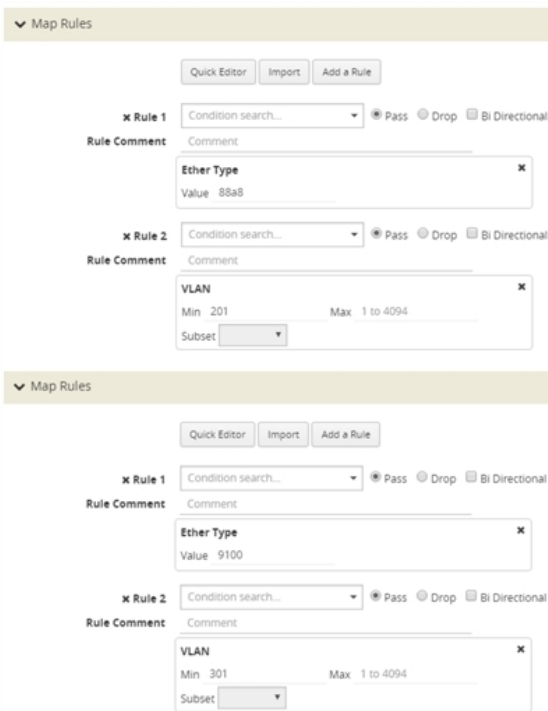 Map Rules
Quick Editor Import Add a Rule
x Rule 1 Condition search... Pass Drop Bi Directional
Rule Comment Comment
Ether Type x
Value 88a8
x Rule 2 Condition search... Pass Drop Bi Directional
Rule Comment Comment
VLAN x
Min 201 Max 1 to 4094
Subset
Map Rules
Quick Editor Import Add a Rule
x Rule 1 Condition search... Pass Drop Bi Directional
Rule Comment Comment
Ether Type x
Value 9100
x Rule 2 Condition search... Pass Drop Bi Directional
Rule Comment Comment
VLAN x
Min 301 Max 1 to 4094
Subset